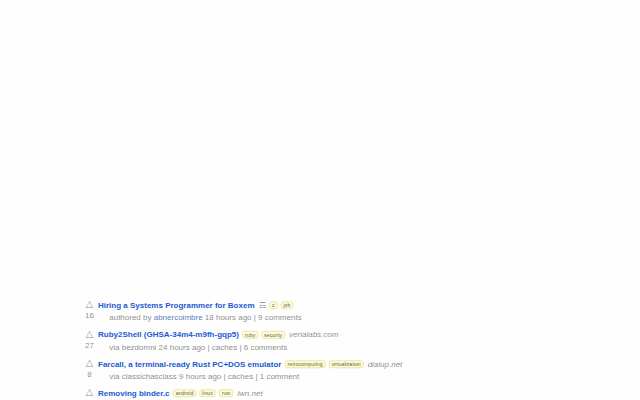 Hiring a Systems Programmer for Boxem c job
16 authored by abnercoimbre 18 hours ago | 9 comments
Ruby2Shell (GHSA-34m4-m9fh-gqp5) ruby security verialabs.com
27 via bezdomni 24 hours ago | caches | 6 comments
Farcall, a terminal-ready Rust PC+DOS emulator retrocomputing virtualization dialup.net
8 via classichasclass 9 hours ago | caches | 1 comment
Removing binder.c android linux rust lwn.net